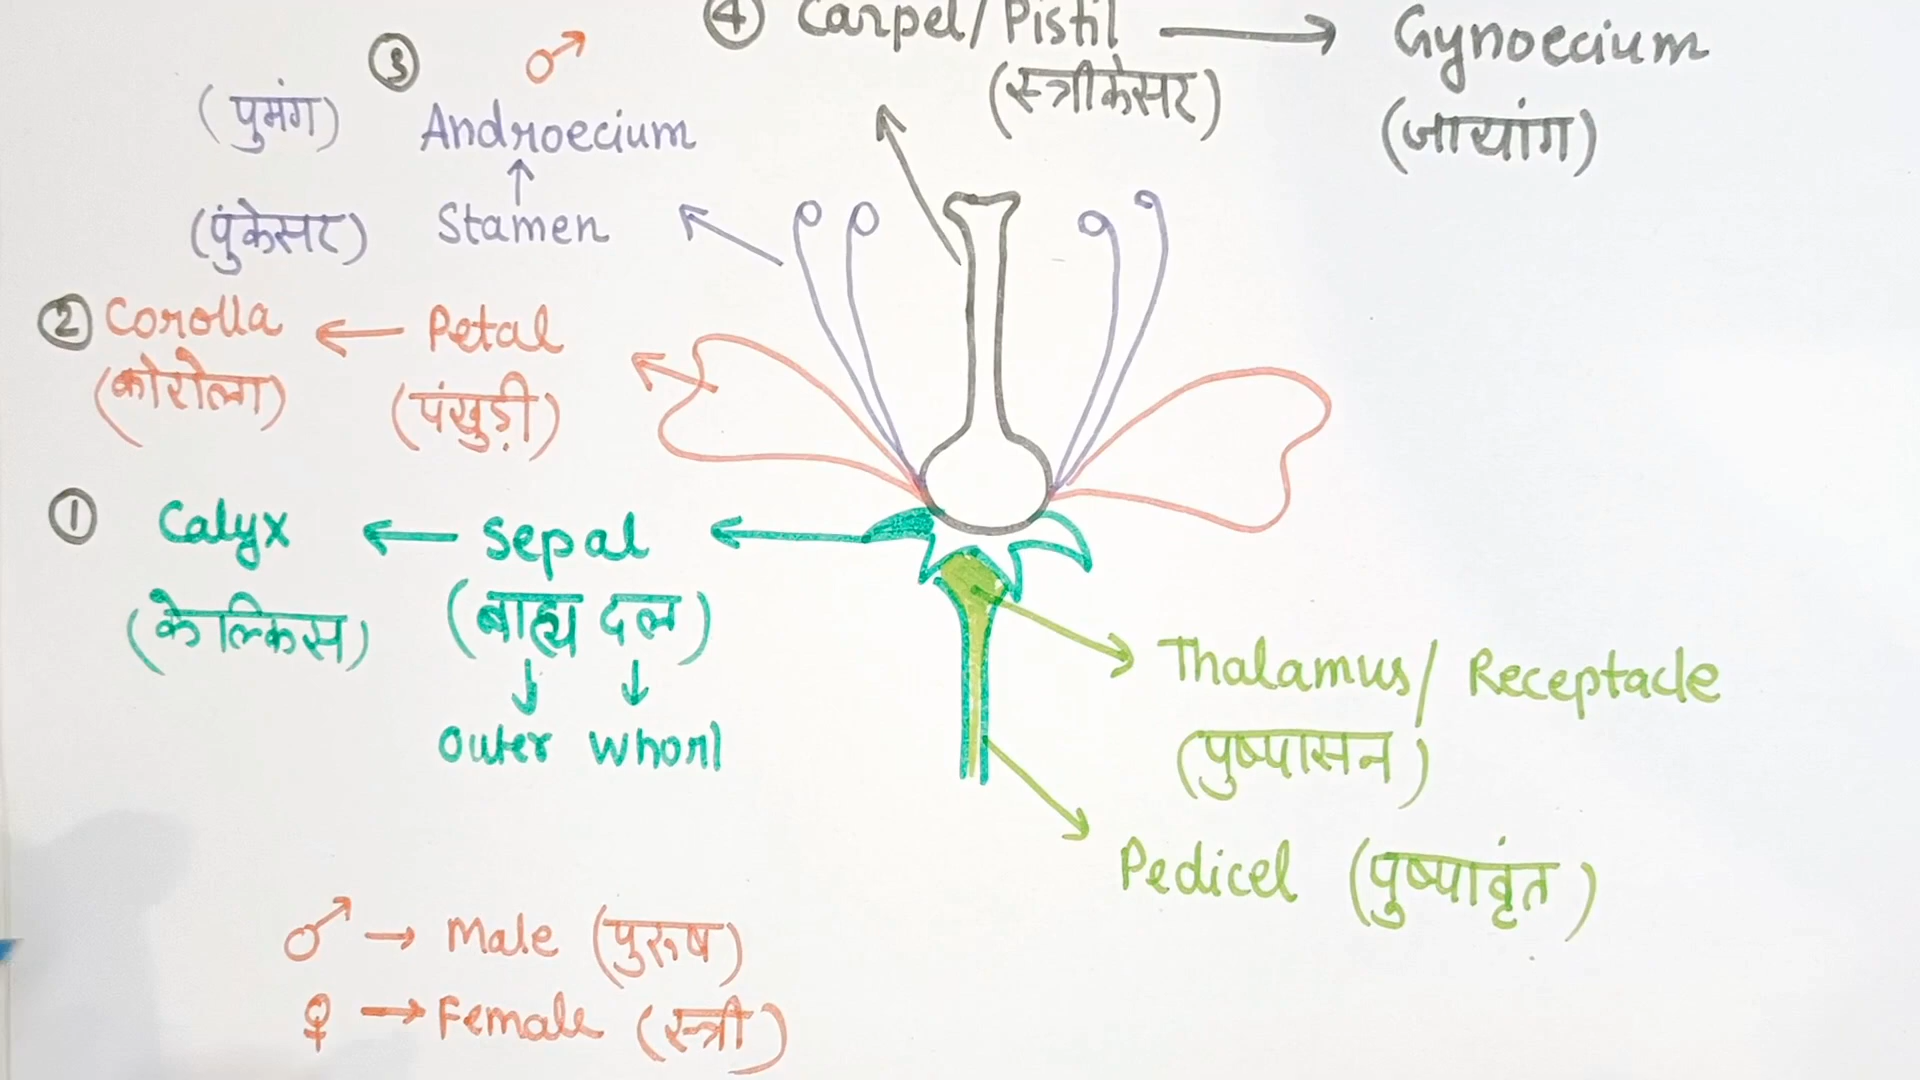 ④ Carpel/Pistil → Gynoecium
(स्त्रीकेसर)
(जायांग)
③ ♂
(पुमंग) Androecium
↑
(पुंकेसर) Stamen
② Corolla ← Petal
(कोरोला) (पंखुड़ी)
① Calyx ← Sepal
(केल्किस) (बाह्य दल)
Outer Whorl
Thalamus/ Receptacle
(पुष्पासन)
Pedicel (पुष्पावृंत)
♂ → Male (पुरुष)
♀ → Female (स्त्री)